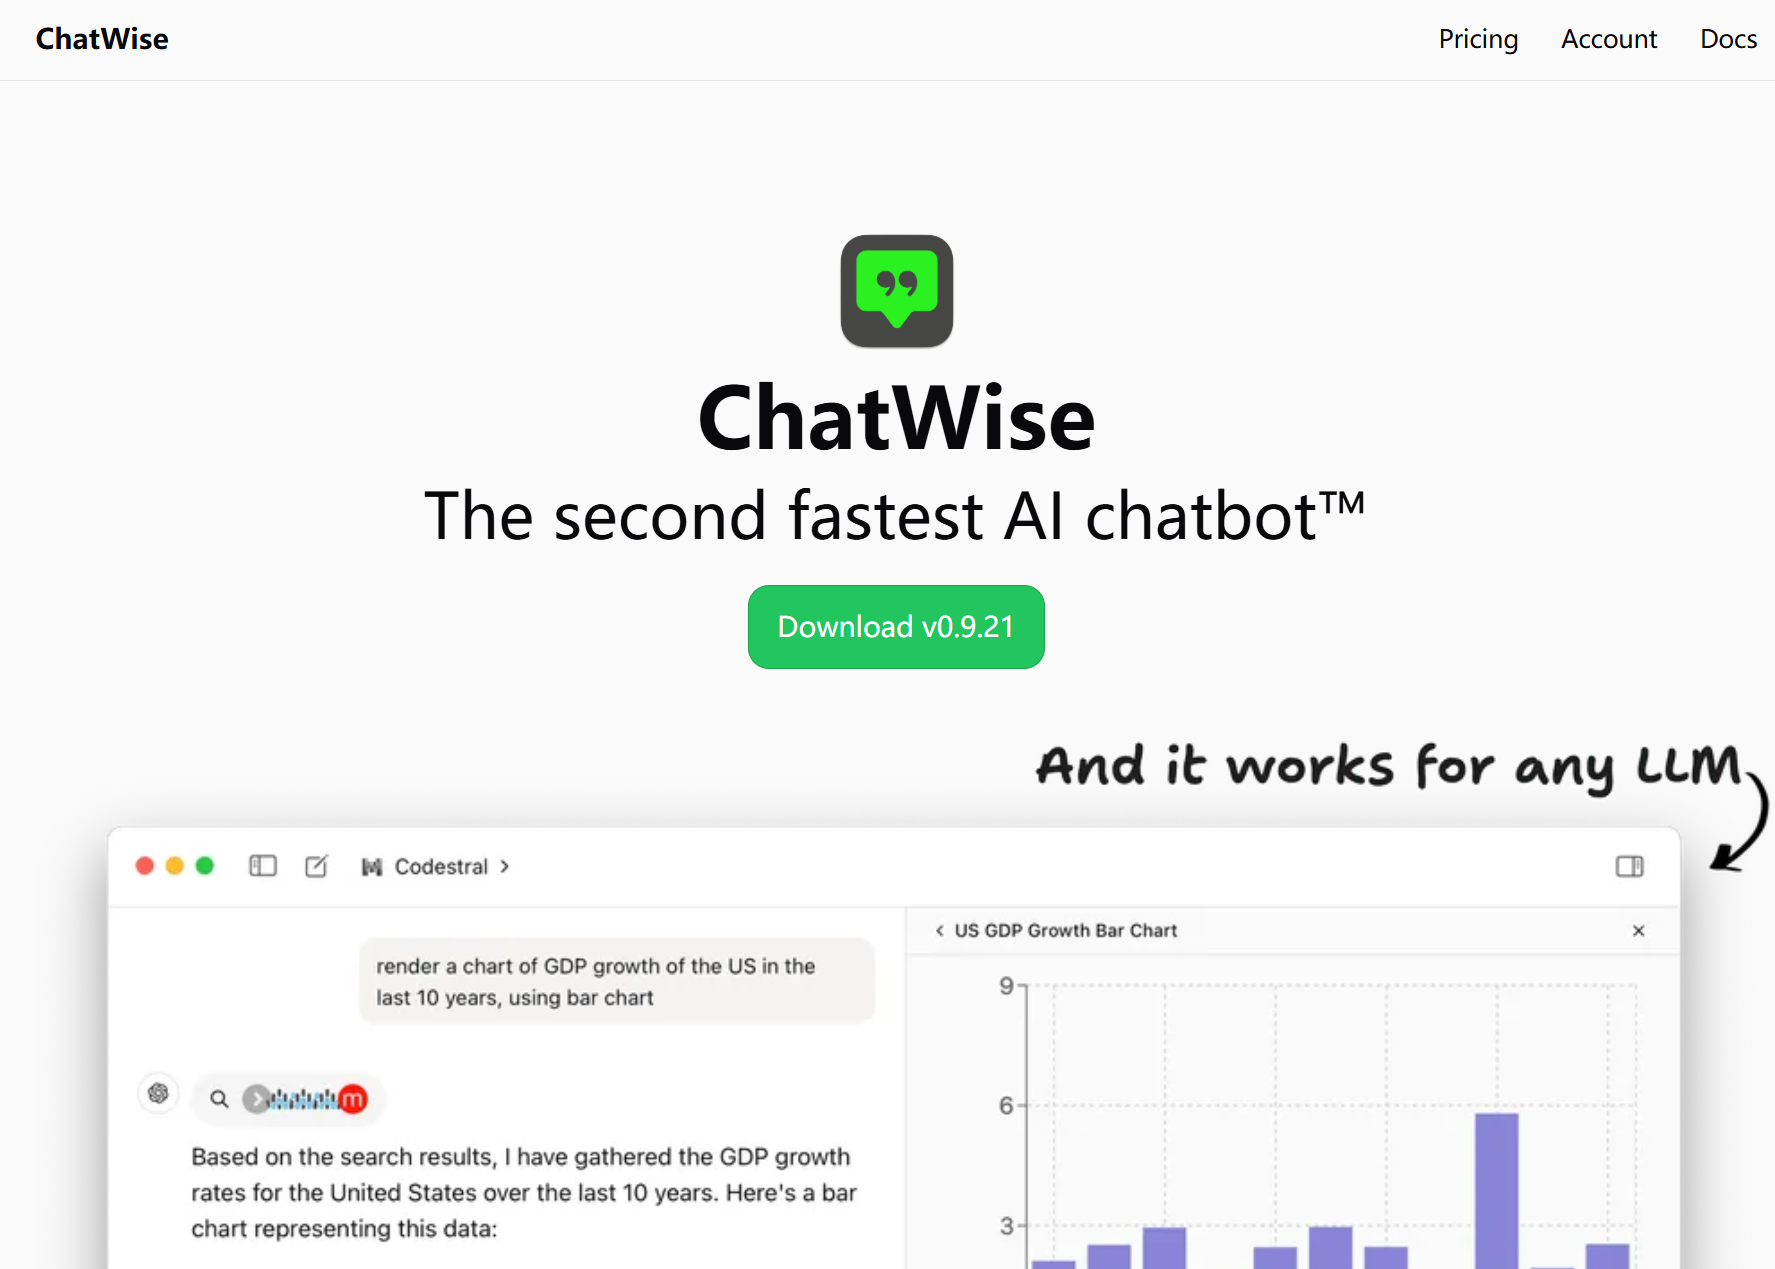 ChatWise
Pricing Account Docs
ChatWise
The second fastest AI chatbot™
Download v0.9.21
And it works for any LLM
Codestral
US GDP Growth Bar Chart
render a chart of GDP growth of the US in the
last 10 years, using bar chart
m
Based on the search results, I have gathered the GDP growth
rates for the United States over the last 10 years. Here's a bar
chart representing this data:
9
6
3